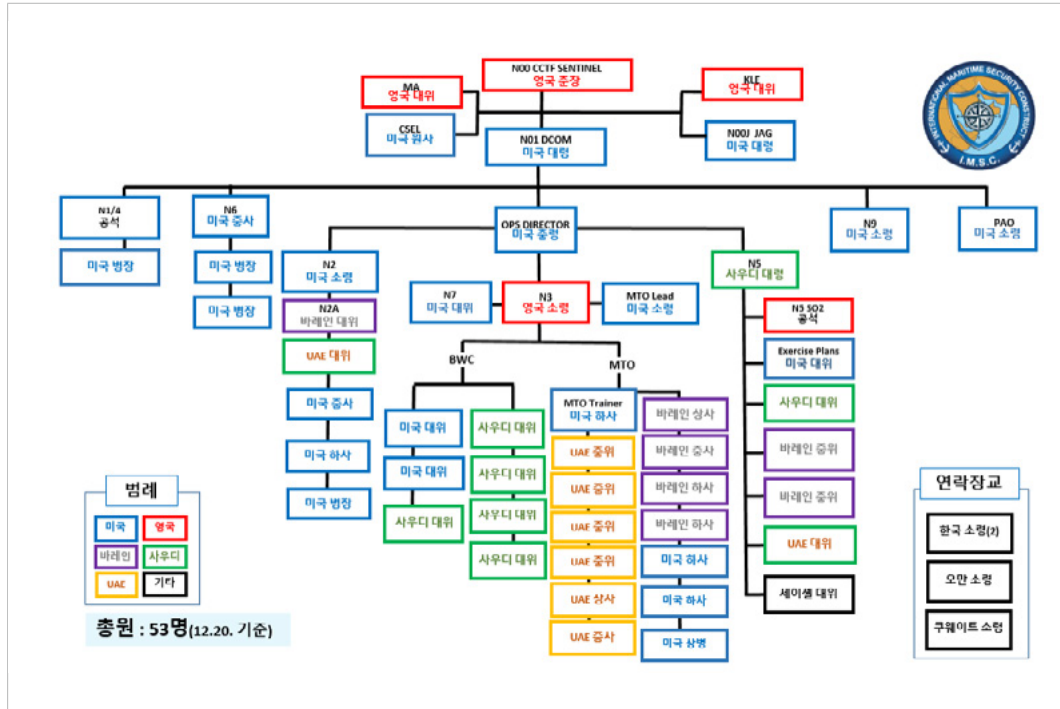 N00 CCTF SENTINEL
영국 준장
MA
영국 대위
KLE
영국 대위
CSEL
미국 원사
N01 DCOM
미국 대령
N00J JAG
미국 대령
INTERNATIONAL MARITIME SECURITY CONSTRUCT
I.M.S.C.
N1/4
공석
미국 병장
N6
미국 중사
미국 병장
미국 병장
OPS DIRECTOR
미국 중령
N9
미국 소령
PAO
미국 소령
N2
미국 소령
N2A
바레인 대위
UAE 대위
미국 중사
미국 하사
미국 병장
N7
미국 대위
N3
영국 소령
MTO Lead
미국 소령
N5
사우디 대령
BWC
MTO
미국 대위
미국 대위
사우디 대위
사우디 대위
사우디 대위
사우디 대위
사우디 대위
MTO Trainer
미국 하사
UAE 중위
UAE 중위
UAE 중위
UAE 중위
UAE 상사
UAE 중사
바레인 상사
바레인 중사
바레인 하사
바레인 하사
미국 하사
미국 하사
미국 상병
N5 SO2
공석
Exercise Plans
미국 대위
사우디 대위
바레인 중위
바레인 중위
UAE 대위
세이셸 대위
범례
미국
영국
바레인
사우디
UAE
기타
총원 : 53명(12.20. 기준)
연락장교
한국 소령(2)
오만 소령
쿠웨이트 소령